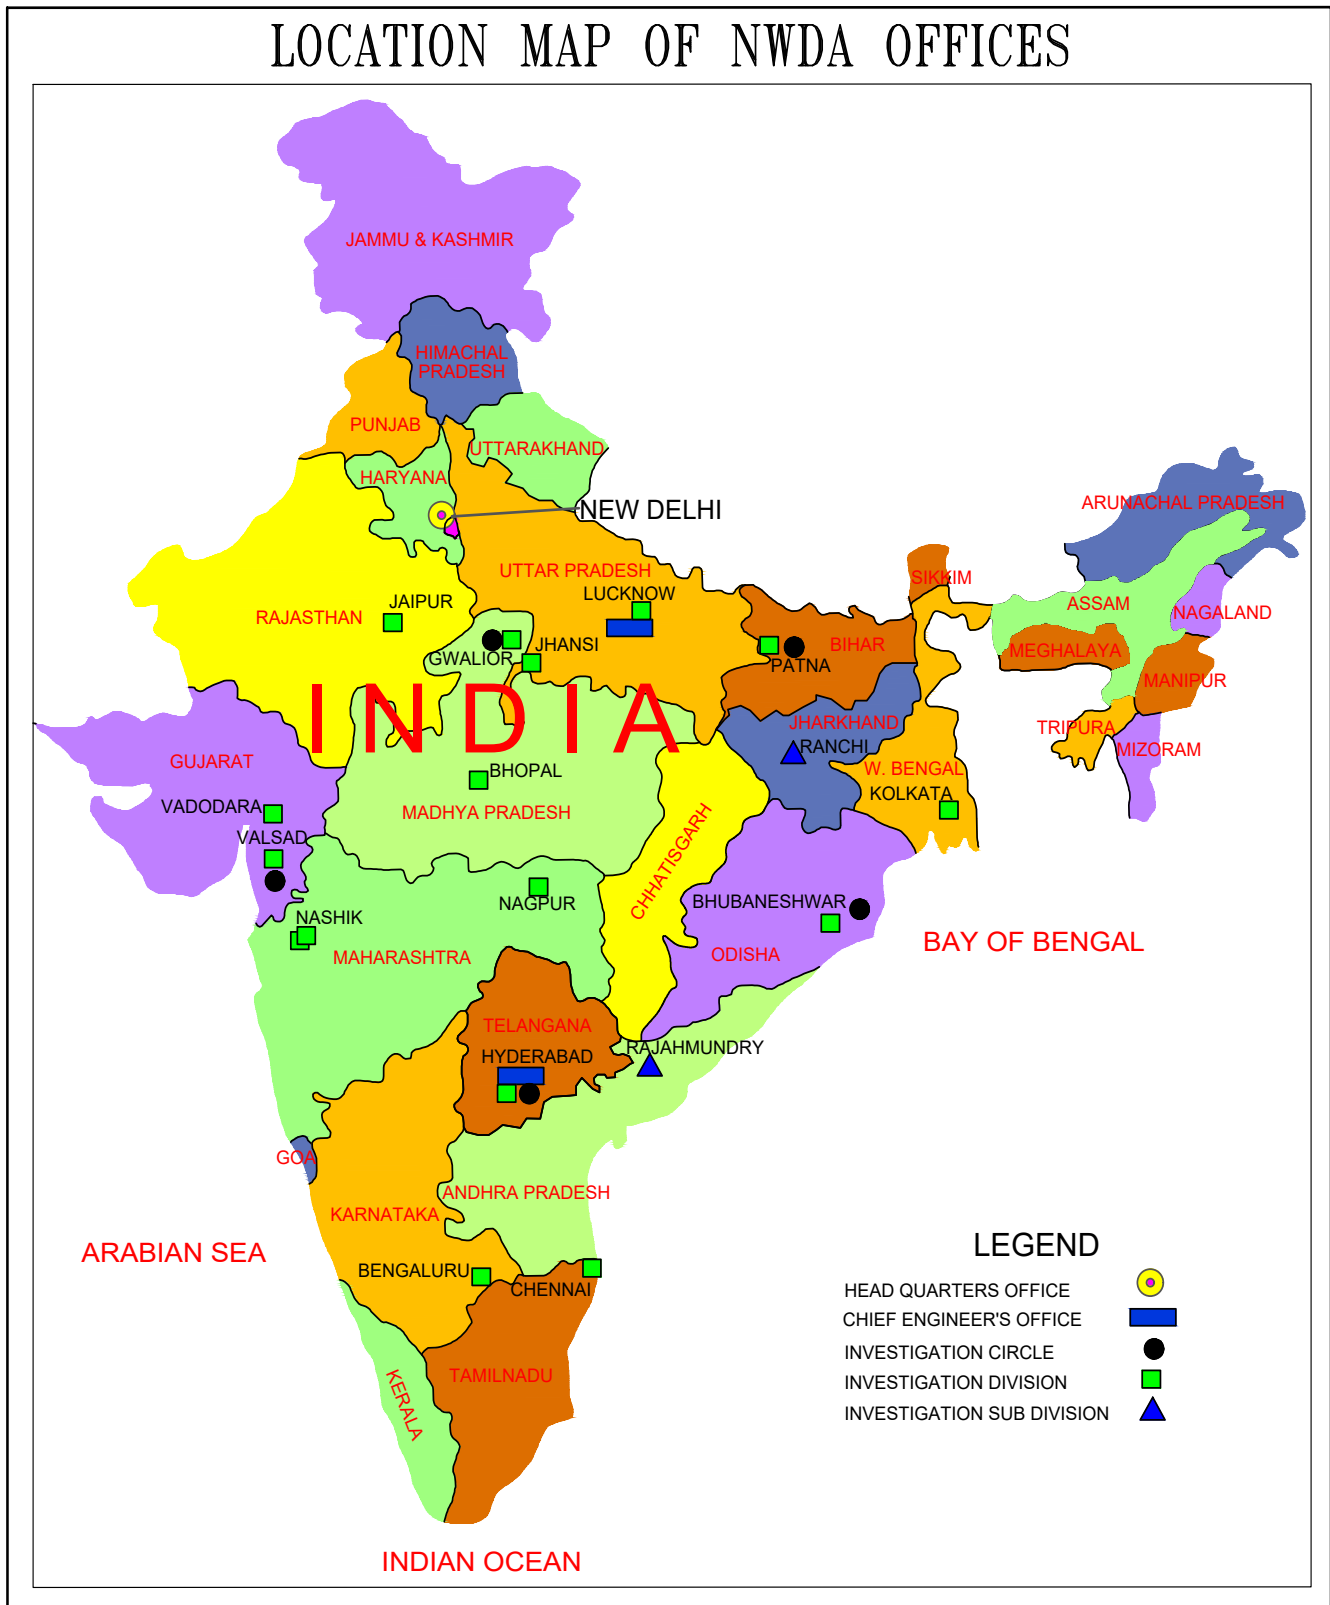 LOCATION MAP OF NWDA OFFICES
JAMMU & KASHMIR
HIMACHAL
PRADESH
PUNJAB
UTTARAKHAND
HARYANA
NEW DELHI
ARUNACHAL PRADESH
UTTAR PRADESH
SIKKIM
LUCKNOW
JAIPUR
RAJASTHAN
ASSAM
NAGALAND
JHANSI
GWALIOR
BIHAR
PATNA
MEGHALAYA
MANIPUR
INDIA
JHARKHAND
RANCHI
TRIPURA
MIZORAM
GUJARAT
BHOPAL
W. BENGAL
KOLKATA
VADODARA
MADHYA PRADESH
VALSAD
CHHATISGARH
NAGPUR
BHUBANESHWAR
NASHIK
MAHARASHTRA
ODISHA
BAY OF BENGAL
TELANGANA
HYDERABAD
RAJAHMUNDRY
GOA
ANDHRA PRADESH
KARNATAKA
ARABIAN SEA
BENGALURU
CHENNAI
TAMILNADU
KERALA
LEGEND
HEAD QUARTERS OFFICE
CHIEF ENGINEER'S OFFICE
INVESTIGATION CIRCLE
INVESTIGATION DIVISION
INVESTIGATION SUB DIVISION
INDIAN OCEAN